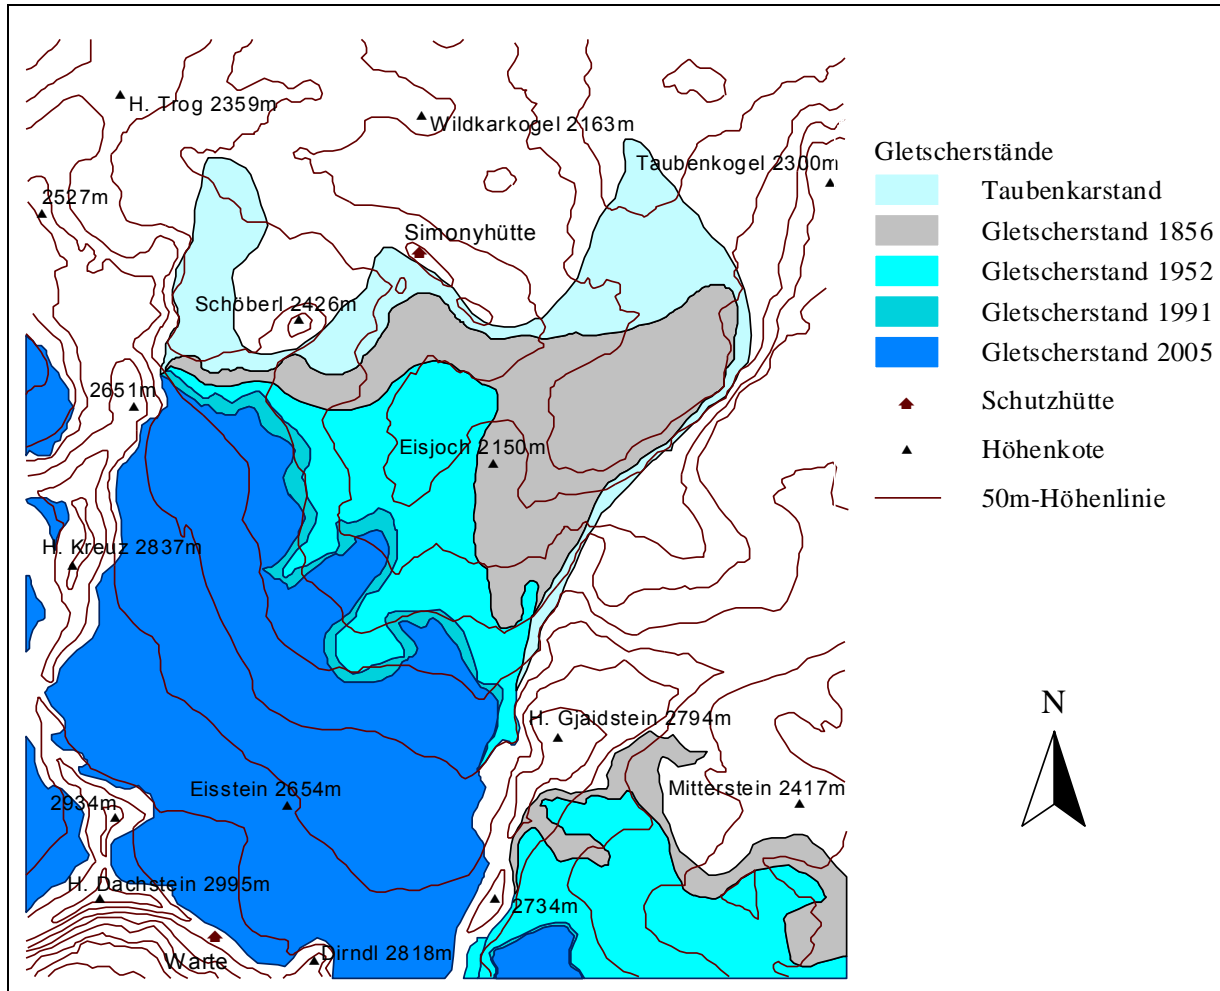 H. Trog 2359m
Wildkarkogel 2163m
Taubenkogel 2300m
2527m
Simonyhütte
Schöberl 2426m
2651m
Eisjoch 2150m
H. Kreuz 2837m
H. Gjaidstein 2794m
Eisstein 2654m
Mitterstein 2417m
2934m
H. Dachstein 2995m
2734m
Warte
Dirndl 2818m
Gletscherstände
Taubenkarstand
Gletscherstand 1856
Gletscherstand 1952
Gletscherstand 1991
Gletscherstand 2005
Schutzhütte
Höhenkote
50m-Höhenlinie
N